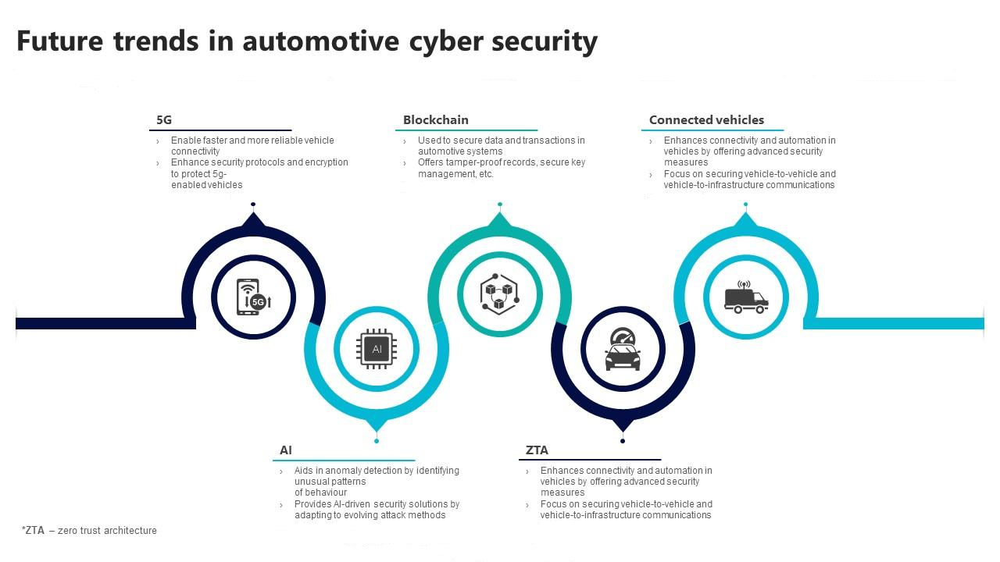 Future trends in automotive cyber security
5G
› Enable faster and more reliable vehicle
connectivity
› Enhance security protocols and encryption
to protect 5g-
enabled vehicles
Blockchain
› Used to secure data and transactions in
automotive systems
› Offers tamper-proof records, secure key
management, etc.
Connected vehicles
› Enhances connectivity and automation in
vehicles by offering advanced security
measures
› Focus on securing vehicle-to-vehicle and
vehicle-to-infrastructure communications
5G
AI
AI
› Aids in anomaly detection by identifying
unusual patterns
of behaviour
› Provides AI-driven security solutions by
adapting to evolving attack methods
ZTA
› Enhances connectivity and automation in
vehicles by offering advanced security
measures
› Focus on securing vehicle-to-vehicle and
vehicle-to-infrastructure communications
*ZTA – zero trust architecture